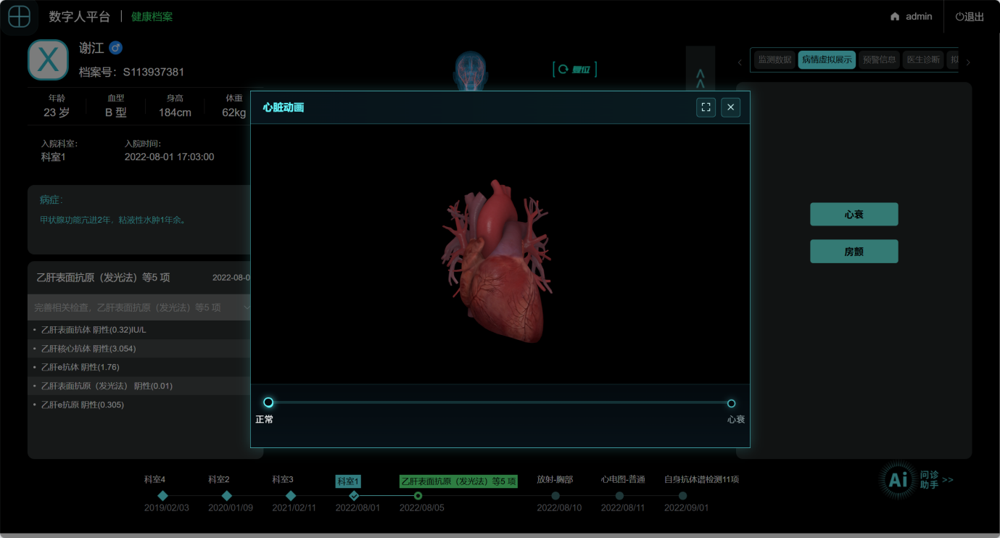 数字人平台 | 健康档案
admin
退出
X
谢江
档案号：S113937381
年龄 血型 身高 体重
23 岁 B 型 184cm 62kg
入院科室： 入院时间：
科室1 2022-08-01 17:03:00
病症：
甲状腺功能亢进2年，粘液性水肿1年余。
乙肝表面抗原（发光法）等5 项 2022-08-0
完善相关检查，乙肝表面抗原（发光法）等5 项
• 乙肝表面抗体 阴性(0.32)IU/L
• 乙肝核心抗体 阴性(3.054)
• 乙肝e抗体 阴性(1.76)
• 乙肝表面抗原（发光法） 阴性(0.01)
• 乙肝e抗原 阴性(0.305)
[ 复位 ]
心脏动画
正常 心衰
监测数据 病情虚拟展示 预警信息 医生诊断 拟
心衰
房颤
科室4 科室2 科室3 科室1 乙肝表面抗原（发光法）等5 项 放射-胸部 心电图-普通 自身抗体谱检测11项
2019/02/03 2020/01/09 2021/02/11 2022/08/01 2022/08/05 2022/08/10 2022/08/11 2022/09/01
Ai
问诊
助手 >>